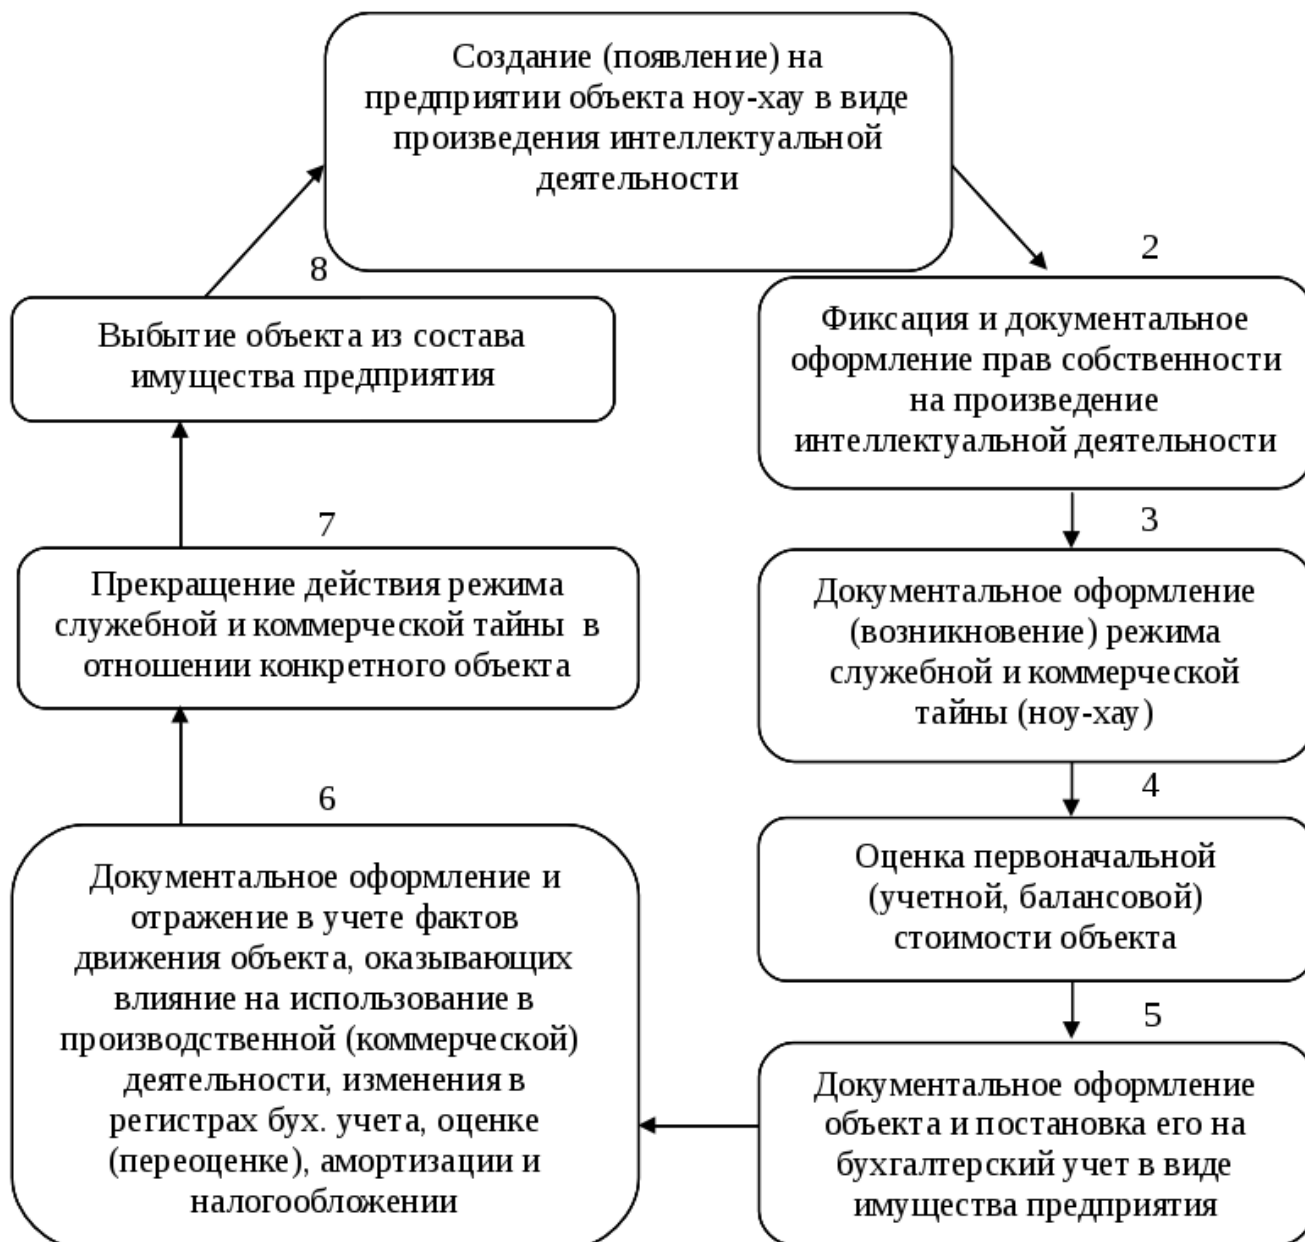 Создание (появление) на
предприятии объекта ноу-хау в виде
произведения интеллектуальной
деятельности
2
Фиксация и документальное
оформление прав собственности
на произведение
интеллектуальной деятельности
3
Документальное оформление
(возникновение) режима
служебной и коммерческой
тайны (ноу-хау)
4
Оценка первоначальной
(учетной, балансовой)
стоимости объекта
5
Документальное оформление
объекта и постановка его на
бухгалтерский учет в виде
имущества предприятия
6
Документальное оформление и
отражение в учете фактов
движения объекта, оказывающих
влияние на использование в
производственной (коммерческой)
деятельности, изменения в
регистрах бух. учета, оценке
(переоценке), амортизации и
налогообложении
7
Прекращение действия режима
служебной и коммерческой тайны в
отношении конкретного объекта
8
Выбытие объекта из состава
имущества предприятия